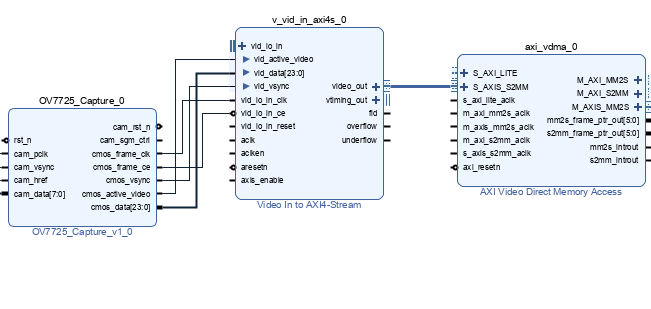 OV7725_Capture_0
rst_n
cam_pclk
cam_vsync
cam_href
cam_data[7:0]
cam_rst_n
cam_sgm_ctrl
cmos_frame_clk
cmos_frame_ce
cmos_vsync
cmos_active_video
cmos_data[23:0]
OV7725_Capture_v1_0
v_vid_in_axi4s_0
vid_io_in
vid_active_video
vid_data[23:0]
vid_vsync
vid_io_in_clk
vid_io_in_ce
vid_io_in_reset
aclk
aclken
aresetn
axis_enable
video_out
vtiming_out
fid
overflow
underflow
Video In to AXI4-Stream
axi_vdma_0
S_AXI_LITE
S_AXIS_S2MM
s_axi_lite_aclk
m_axi_mm2s_aclk
m_axis_mm2s_aclk
m_axi_s2mm_aclk
s_axis_s2mm_aclk
axi_resetn
M_AXI_MM2S
M_AXI_S2MM
M_AXIS_MM2S
mm2s_frame_ptr_out[5:0]
s2mm_frame_ptr_out[5:0]
mm2s_introut
s2mm_introut
AXI Video Direct Memory Access